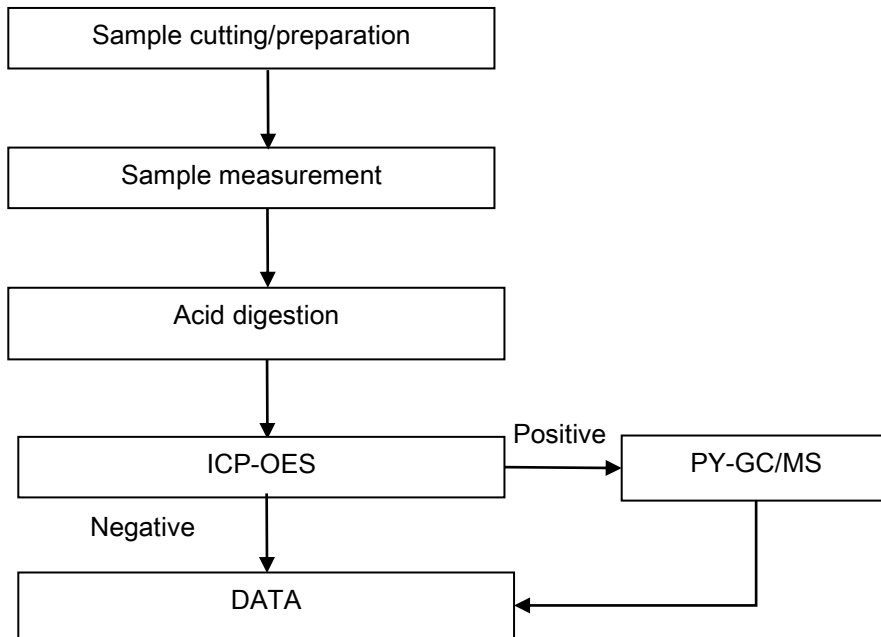 Sample cutting/preparation
Sample measurement
Acid digestion
Positive
ICP-OES
PY-GC/MS
Negative
DATA